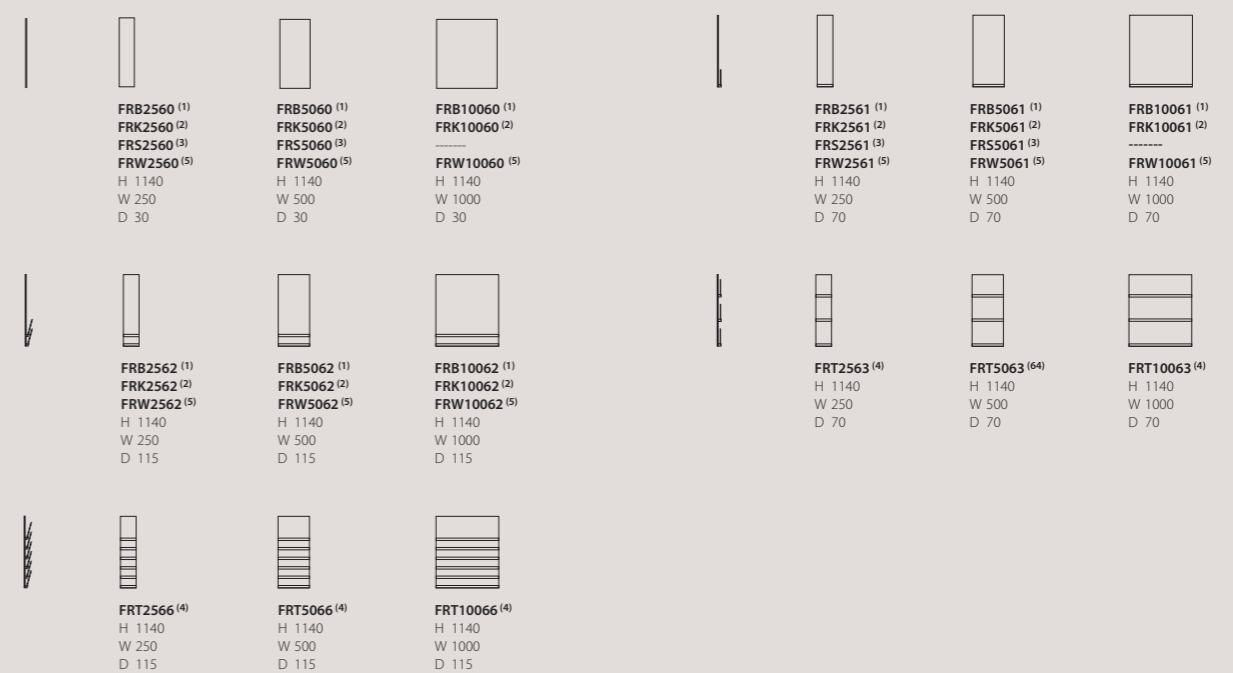 FRB2560 (1)
FRK2560 (2)
FRS2560 (3)
FRW2560 (5)
H 1140
W 250
D 30
FRB5060 (1)
FRK5060 (2)
FRS5060 (3)
FRW5060 (5)
H 1140
W 500
D 30
FRB10060 (1)
FRK10060 (2)
-------
FRW10060 (5)
H 1140
W 1000
D 30
FRB2561 (1)
FRK2561 (2)
FRS2561 (3)
FRW2561 (5)
H 1140
W 250
D 70
FRB5061 (1)
FRK5061 (2)
FRS5061 (3)
FRW5061 (5)
H 1140
W 500
D 70
FRB10061 (1)
FRK10061 (2)
-------
FRW10061 (5)
H 1140
W 1000
D 70
FRB2562 (1)
FRK2562 (2)
FRW2562 (5)
H 1140
W 250
D 115
FRB5062 (1)
FRK5062 (2)
FRW5062 (5)
H 1140
W 500
D 115
FRB10062 (1)
FRK10062 (2)
FRW10062 (5)
H 1140
W 1000
D 115
FRT2563 (4)
H 1140
W 250
D 70
FRT5063 (64)
H 1140
W 500
D 70
FRT10063 (4)
H 1140
W 1000
D 70
FRT2566 (4)
H 1140
W 250
D 115
FRT5066 (4)
H 1140
W 500
D 115
FRT10066 (4)
H 1140
W 1000
D 115